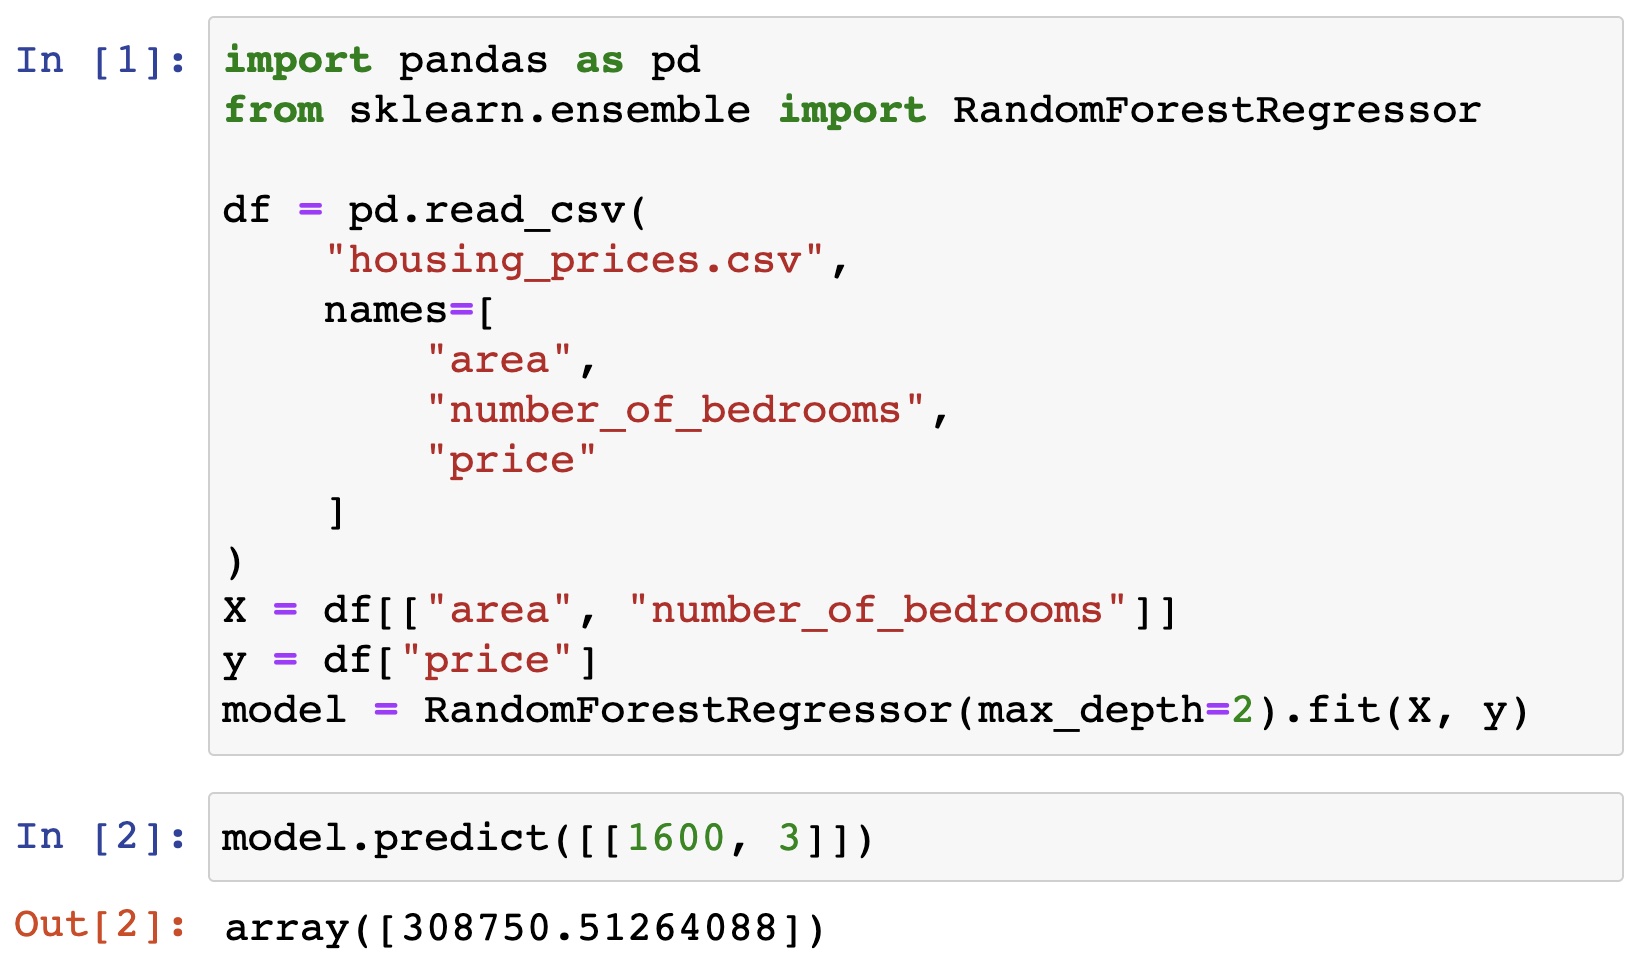 In [1]: import pandas as pd
from sklearn.ensemble import RandomForestRegressor

df = pd.read_csv(
    "housing_prices.csv",
    names=[
        "area",
        "number_of_bedrooms",
        "price"
    ]
)
X = df[["area", "number_of_bedrooms"]]
y = df["price"]
model = RandomForestRegressor(max_depth=2).fit(X, y)
In [2]: model.predict([[1600, 3]])
Out[2]: array([308750.51264088])